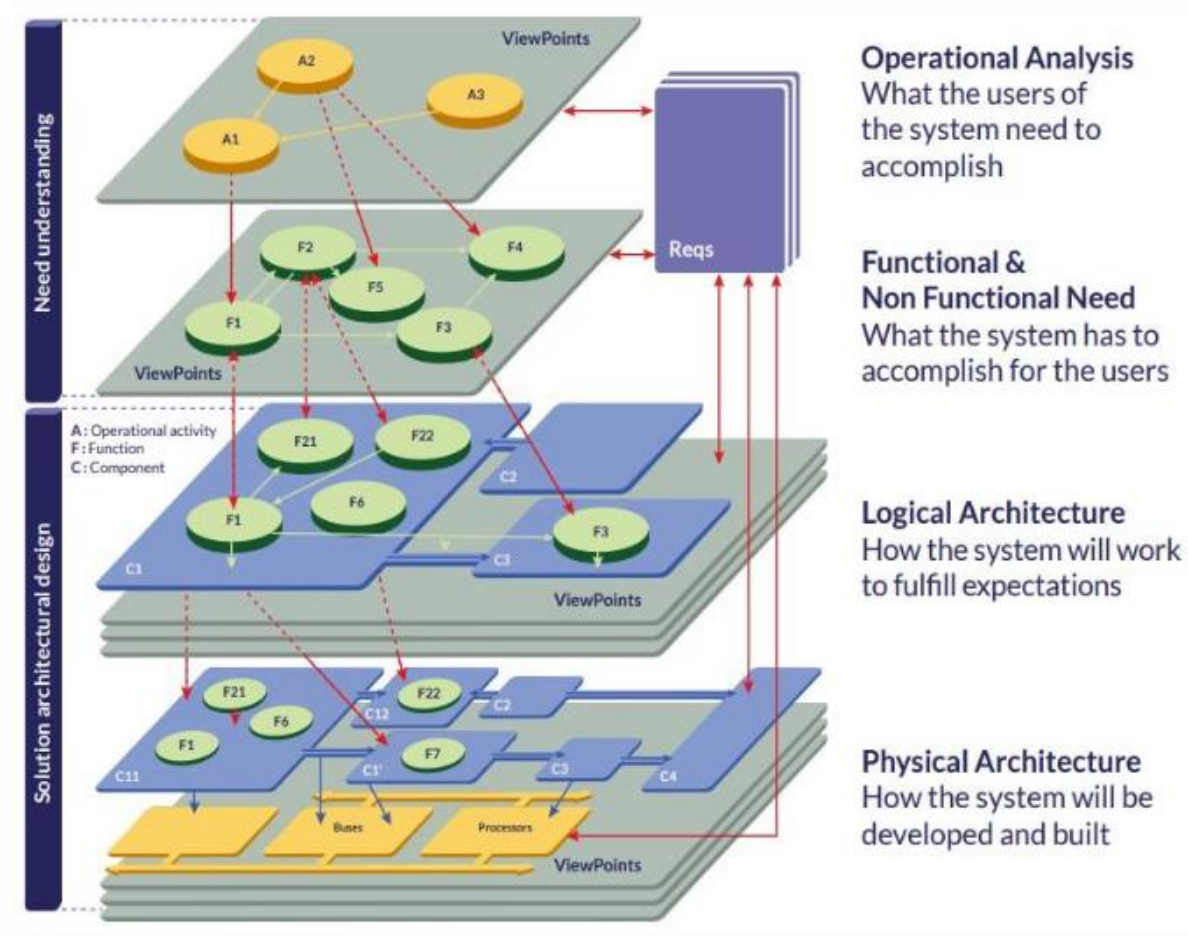 Need understanding
Solution architectural design
ViewPoints
A2
A3
A1
F2
F4
F5
F1
F3
ViewPoints
Reqs
A : Operational activity
F : Function
C : Component
F21
F22
C2
F6
F1
F3
C1
C3
ViewPoints
F21
F22
C2
C12
F6
F1
F7
C11
C1'
C3
C4
Buses
Processors
ViewPoints
Operational Analysis
What the users of
the system need to
accomplish
Functional &
Non Functional Need
What the system has to
accomplish for the users
Logical Architecture
How the system will work
to fulfill expectations
Physical Architecture
How the system will be
developed and built